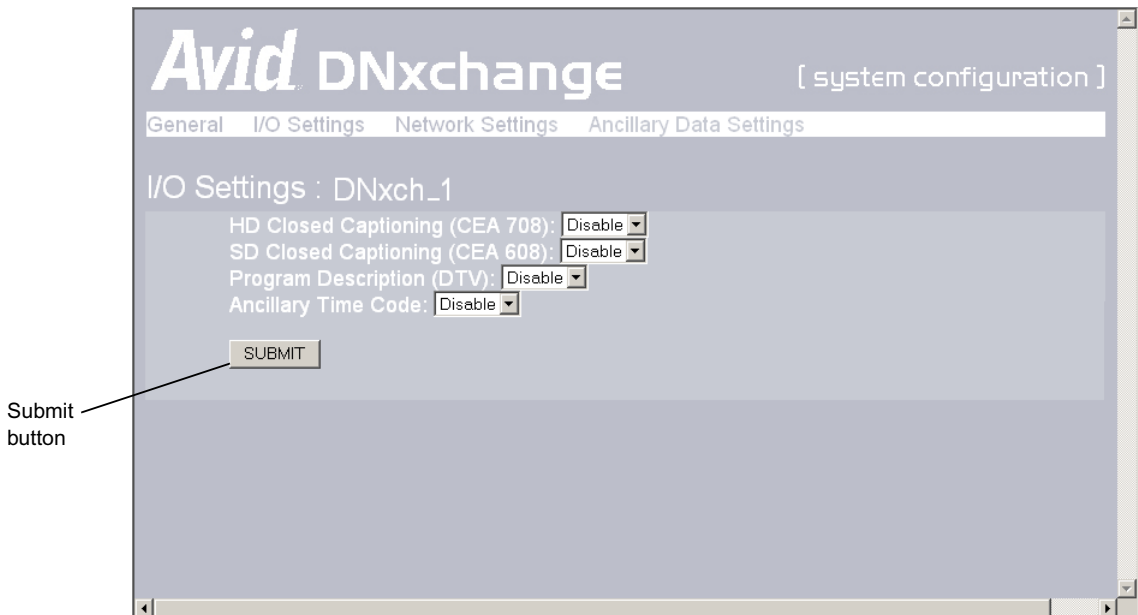 Avid DNxchange [ system configuration ]
General I/O Settings Network Settings Ancillary Data Settings
I/O Settings : DNxch_1
HD Closed Captioning (CEA 708): Disable
SD Closed Captioning (CEA 608): Disable
Program Description (DTV): Disable
Ancillary Time Code: Disable
SUBMIT
Submit
button